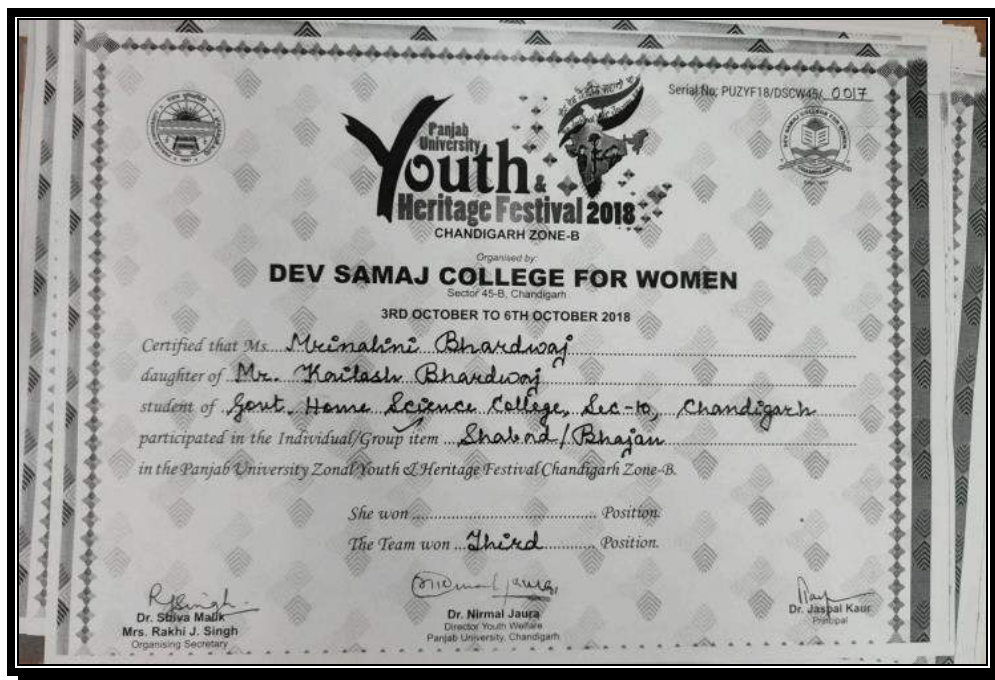 Serial No; PUZYF18/DSCW45/ 0017
Panjab
University
Youth &
Heritage Festival 2018
CHANDIGARH ZONE-B
Organised by:
DEV SAMAJ COLLEGE FOR WOMEN
Sector 45-B, Chandigarh
3RD OCTOBER TO 6TH OCTOBER 2018
Certified that Ms. Mrinalini Bhardwaj
daughter of Mr. Kailash Bhardwaj
student of Govt. Home Science College, Sec-10, Chandigarh
participated in the Individual/Group item Shabad/Bhajan
in the Panjab University Zonal Youth & Heritage Festival Chandigarh Zone-B.
She won ........................ Position.
The Team won Third Position.
Dr. Shiva Malik
Mrs. Rakhi J. Singh
Organising Secretary
Dr. Nirmal Jaura
Director Youth Welfare
Panjab University, Chandigarh
Dr. Jaspal Kaur
Principal